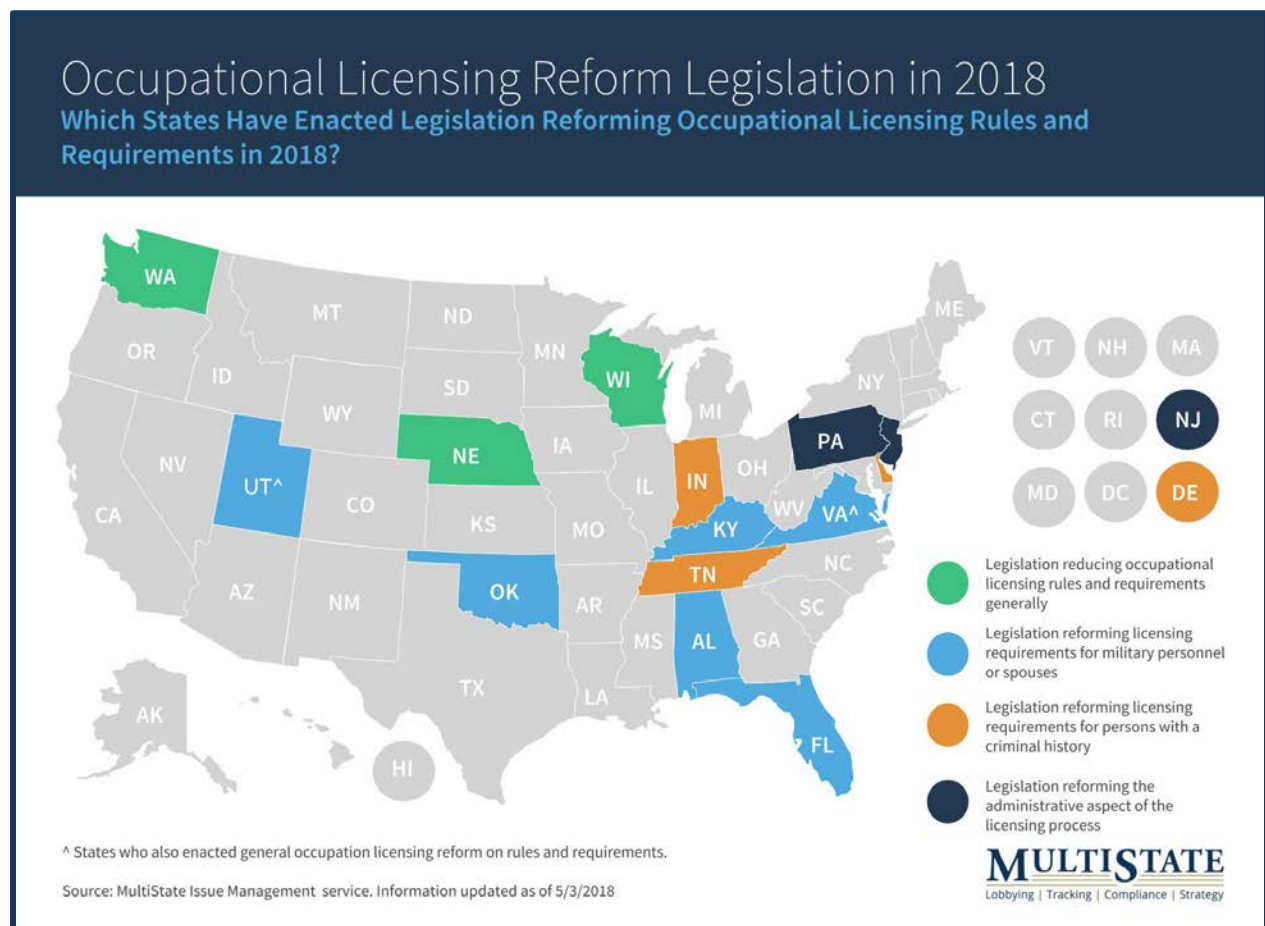 Occupational Licensing Reform Legislation in 2018
Which States Have Enacted Legislation Reforming Occupational Licensing Rules and
Requirements in 2018?
WA
MT
ND
MN
ME
OR
ID
SD
WI
MI
NY
WY
NV
UT^
NE
IA
PA
CA
CO
KS
IL
IN
OH
WV
VA^
MO
KY
AZ
NM
OK
AR
TN
NC
SC
MS
AL
GA
TX
LA
FL
AK
HI
VT
NH
MA
CT
RI
NJ
MD
DC
DE
Legislation reducing occupational
licensing rules and requirements
generally
Legislation reforming licensing
requirements for military personnel
or spouses
Legislation reforming licensing
requirements for persons with a
criminal history
Legislation reforming the
administrative aspect of the
licensing process
^ States who also enacted general occupation licensing reform on rules and requirements.
Source: MultiState Issue Management service. Information updated as of 5/3/2018
MULTISTATE
Lobbying | Tracking | Compliance | Strategy